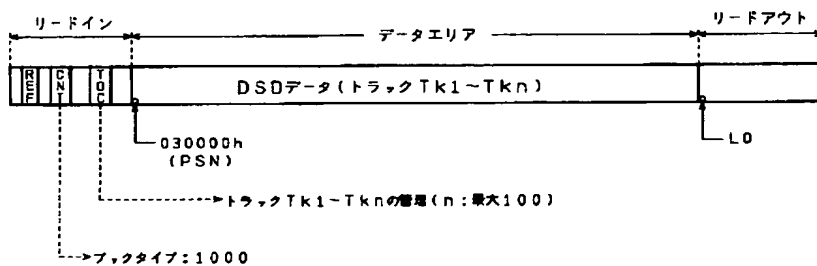 リードイン
データエリア
リードアウト
REF
CNT
TOC
DSDデータ(トラックTk1~Tkn)
030000h
(PSN)
LO
トラックTk1~Tknの管理(n:最大100)
ブックタイプ:1000